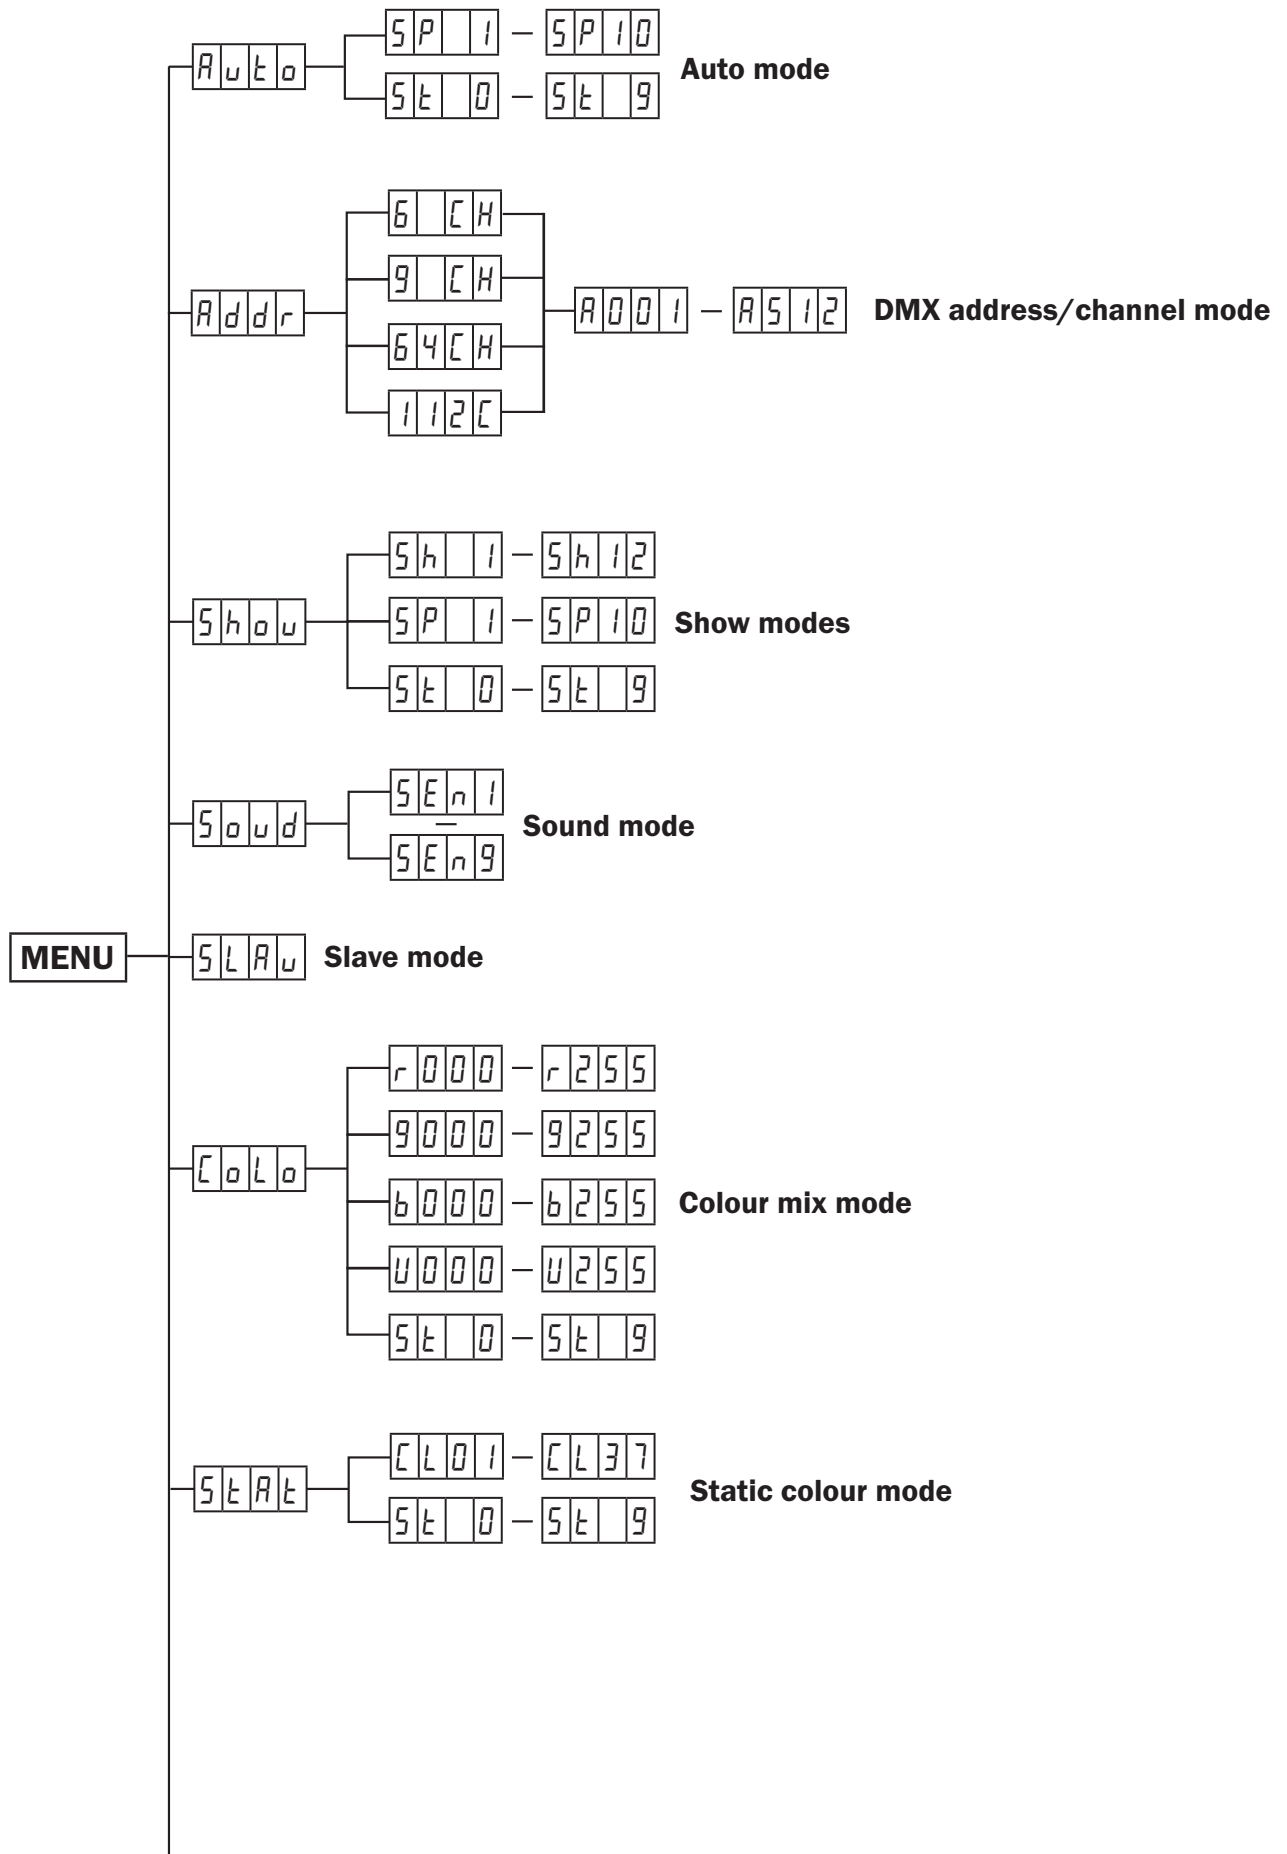 SP 1 – SP10
Auto
Auto mode
St 0 – St 9
6 CH
9 CH
Addr
A001 – A512
DMX address/channel mode
64CH
112C
Sh 1 – Sh12
Shou
SP 1 – SP10
Show modes
St 0 – St 9
SEn1
Soud
–
Sound mode
SEn9
MENU
SLAu
Slave mode
r000 – r255
g000 – g255
CoLo
b000 – b255
Colour mix mode
U000 – U255
St 0 – St 9
CL01 – CL37
StAt
Static colour mode
St 0 – St 9